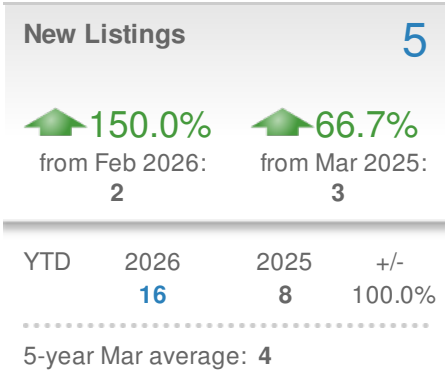 New Listings 5
150.0% 66.7%
from Feb 2026: from Mar 2025:
2 3
YTD 2026 2025 +/-
16 8 100.0%
5-year Mar average: 4